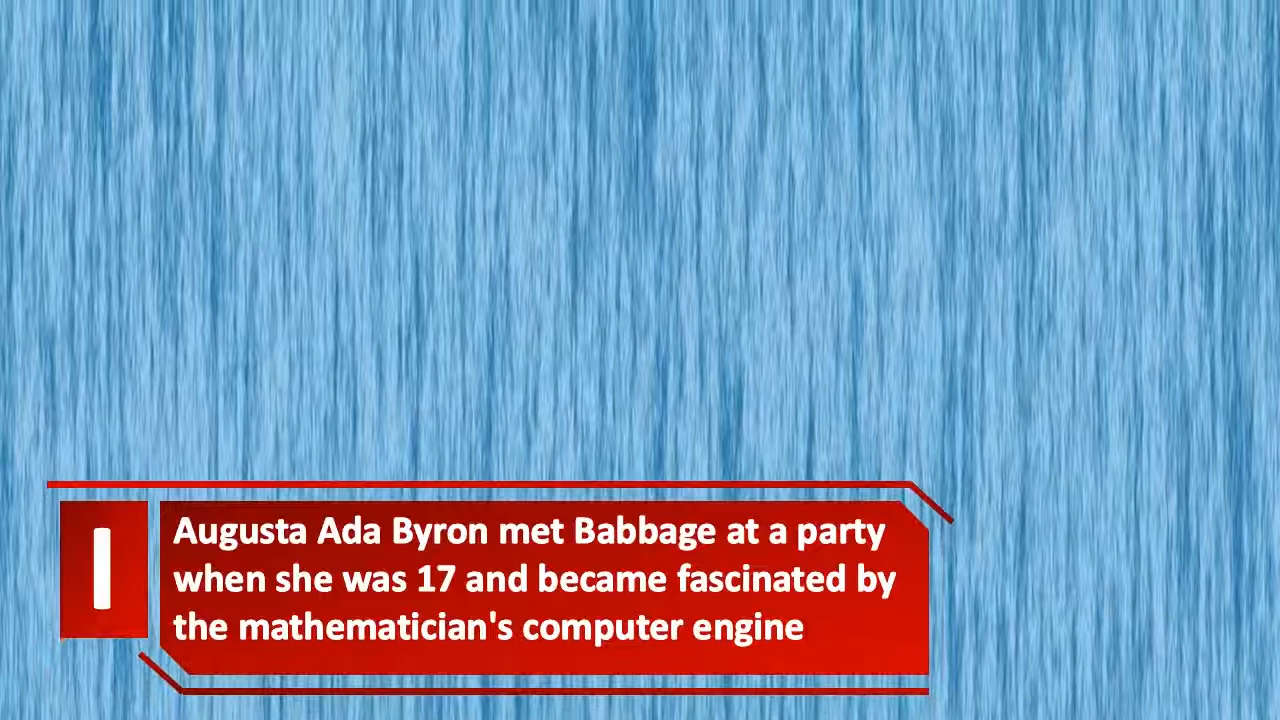 I
Augusta Ada Byron met Babbage at a party
when she was 17 and became fascinated by
the mathematician's computer engine